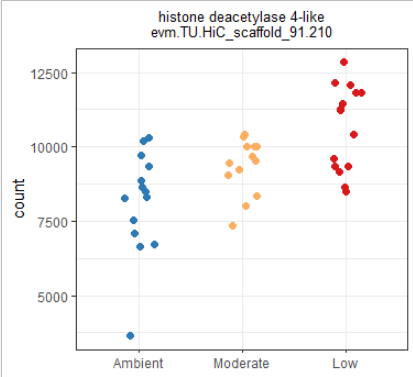 histone deacetylase 4-like
evm.TU.HiC_scaffold_91.210
12500
10000
7500
5000
count
Ambient Moderate Low